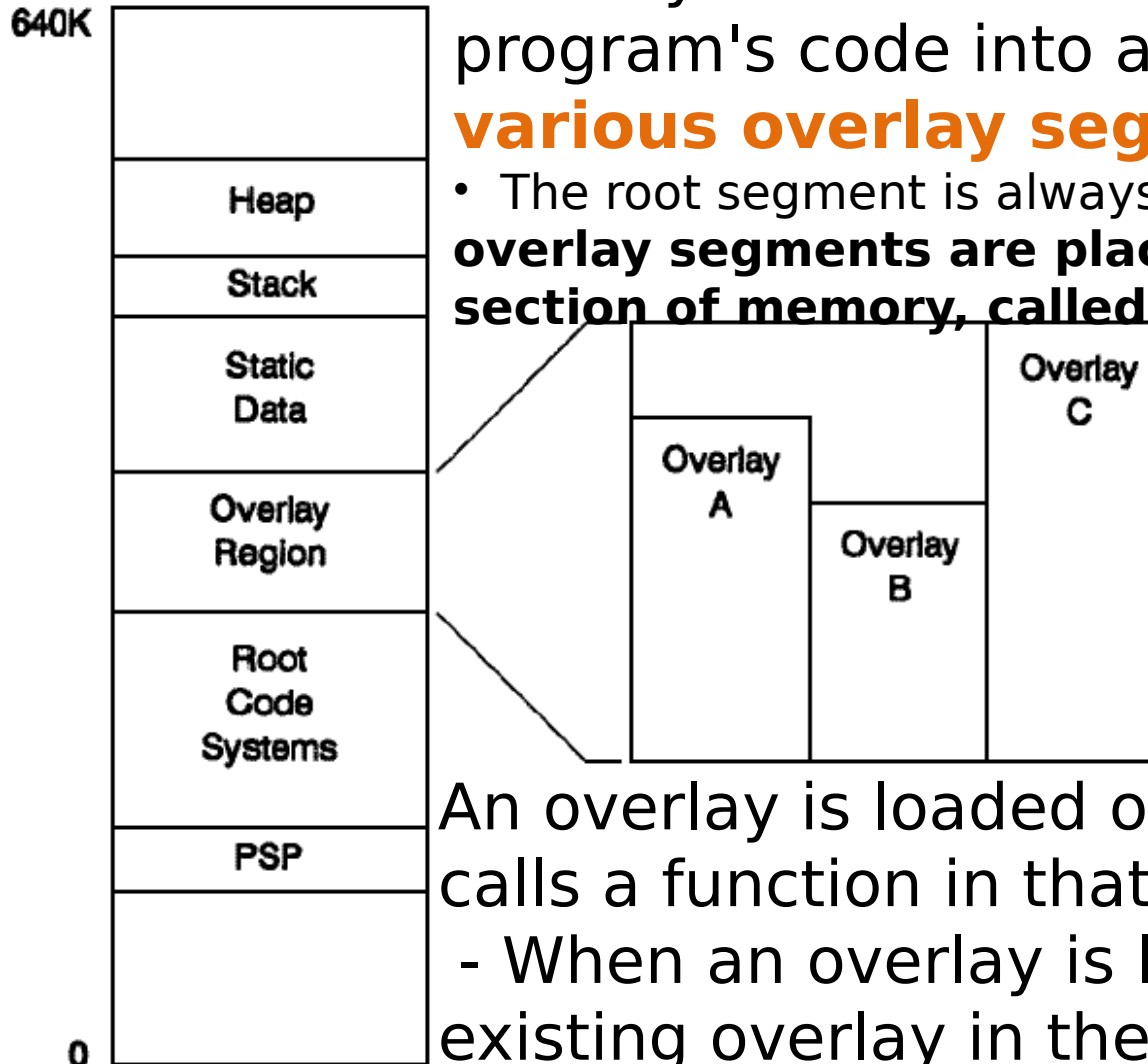 640K
program's code into a
various overlay seg
• The root segment is always
overlay segments are plac
section of memory, called
Heap
Stack
Static
Data
Overlay
Region
Root
Code
Systems
PSP
0
Overlay
A
Overlay
B
Overlay
C
An overlay is loaded o
calls a function in that
- When an overlay is
existing overlay in the